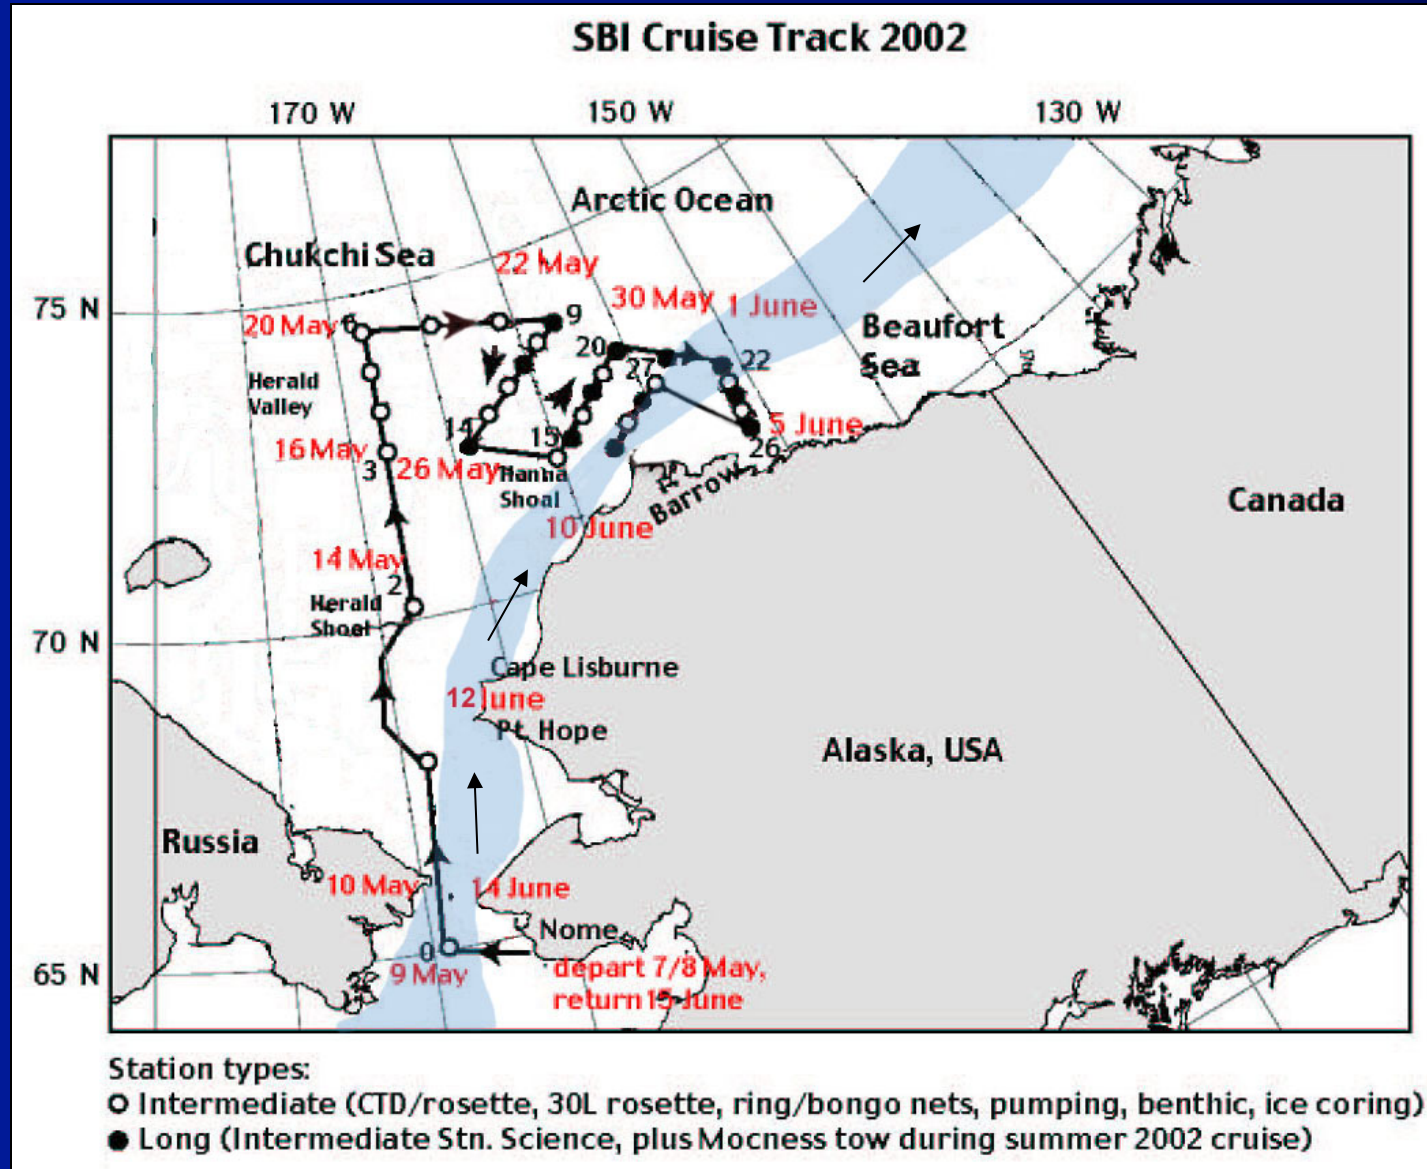 SBI Cruise Track 2002
170 W
150 W
130 W
Arctic Ocean
Chukchi Sea
22 May
30 May
1 June
75 N
20 May
6
9
Beaufort
Sea
20
22
27
Herald
Valley
14
15
5 June
26
16 May
3
26 May
Hanna
Shoal
Barrow
Canada
10 June
14 May
2
Herald
Shoal
70 N
Cape Lisburne
12 June
Pt. Hope
Alaska, USA
Russia
10 May
14 June
Nome
0
65 N
9 May
depart 7/8 May,
return 15 June
Station types:
Intermediate (CTD/rosette, 30L rosette, ring/bongo nets, pumping, benthic, ice coring)
Long (Intermediate Stn. Science, plus Mocness tow during summer 2002 cruise)